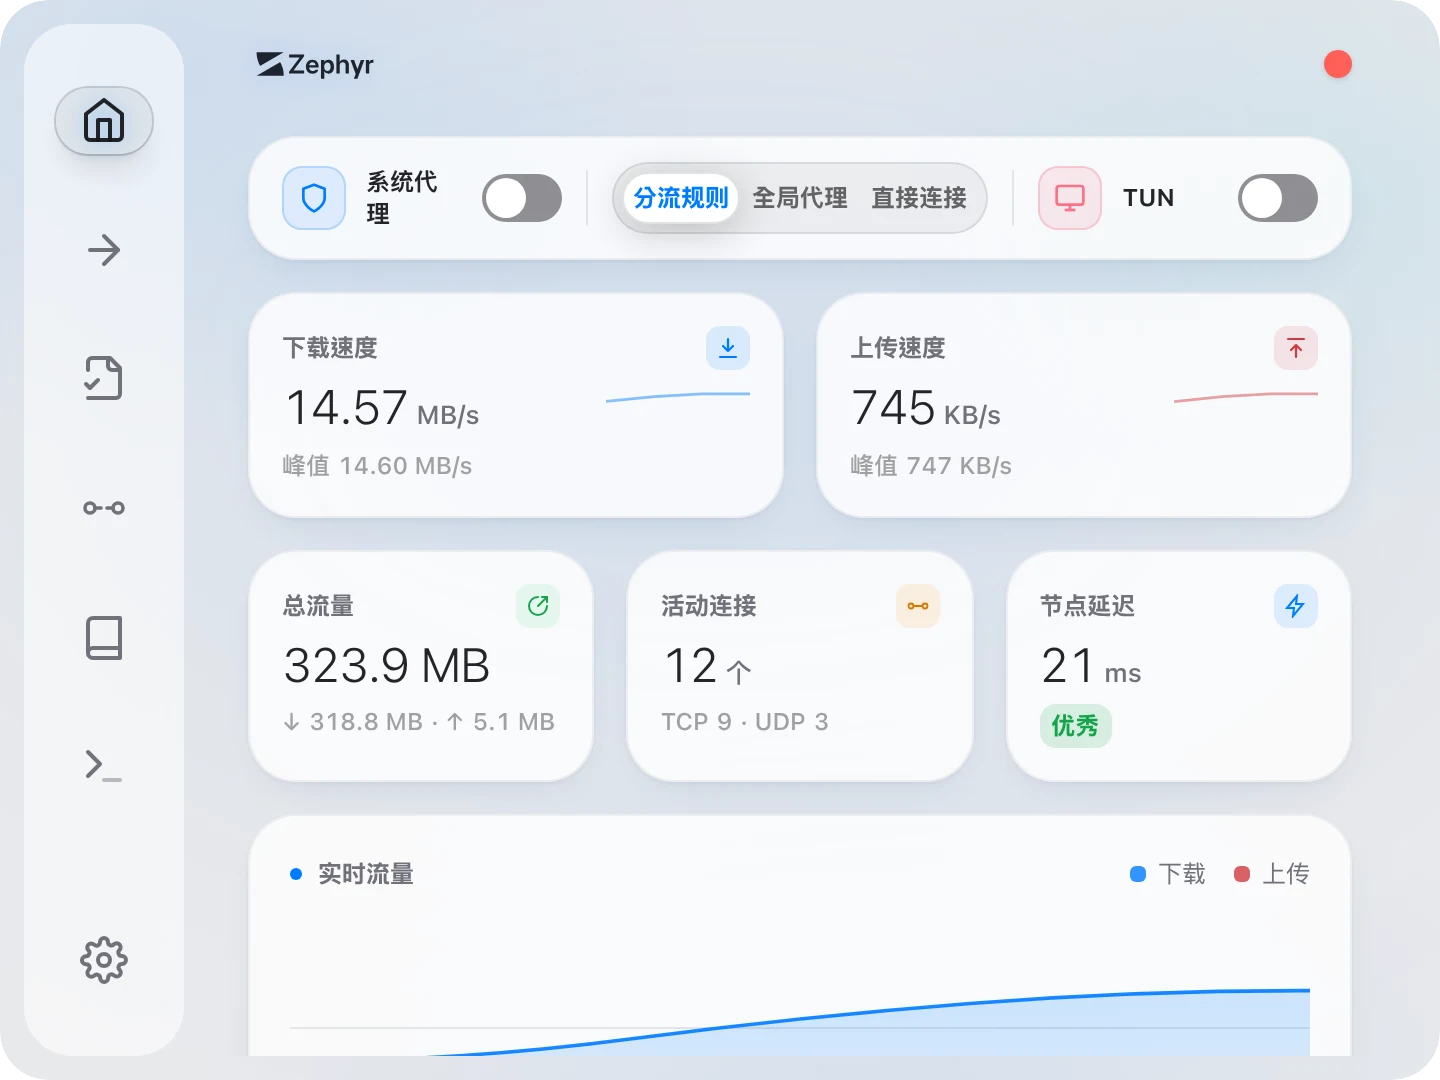 Zephyr
系统代
理
分流规则 全局代理 直接连接
TUN
下载速度
14.57 MB/s
峰值 14.60 MB/s
上传速度
745 KB/s
峰值 747 KB/s
总流量
323.9 MB
↓ 318.8 MB · ↑ 5.1 MB
活动连接
12 个
TCP 9 · UDP 3
节点延迟
21 ms
优秀
实时流量
下载 上传